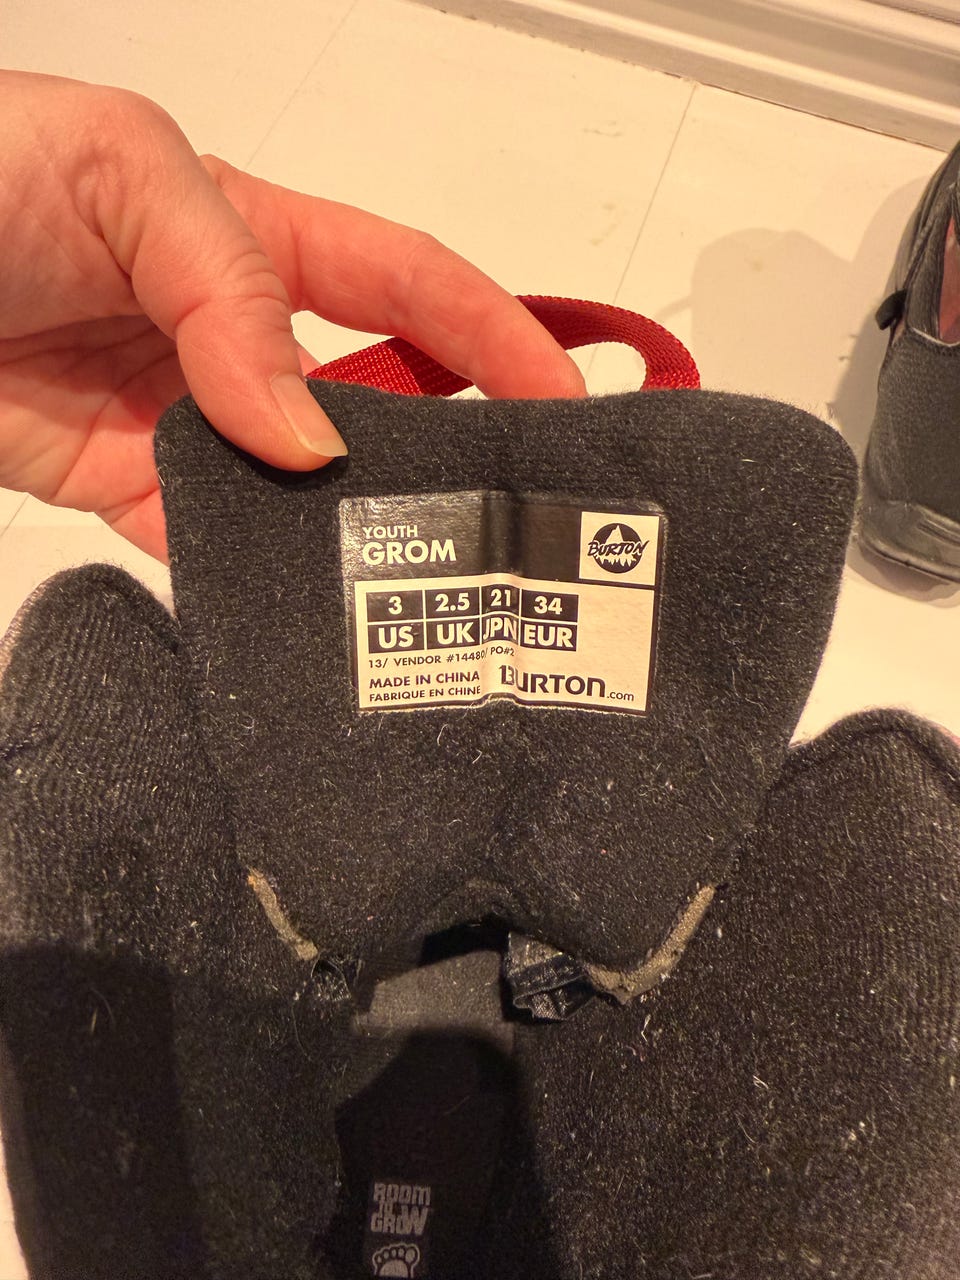 YOUTH
GROM
BURTON
3 2.5 21 34
US UK JPN EUR
13/ VENDOR #14480/ PO#2
MADE IN CHINA
FABRIQUE EN CHINE
BURTON.com
ROOM
TO
GROW